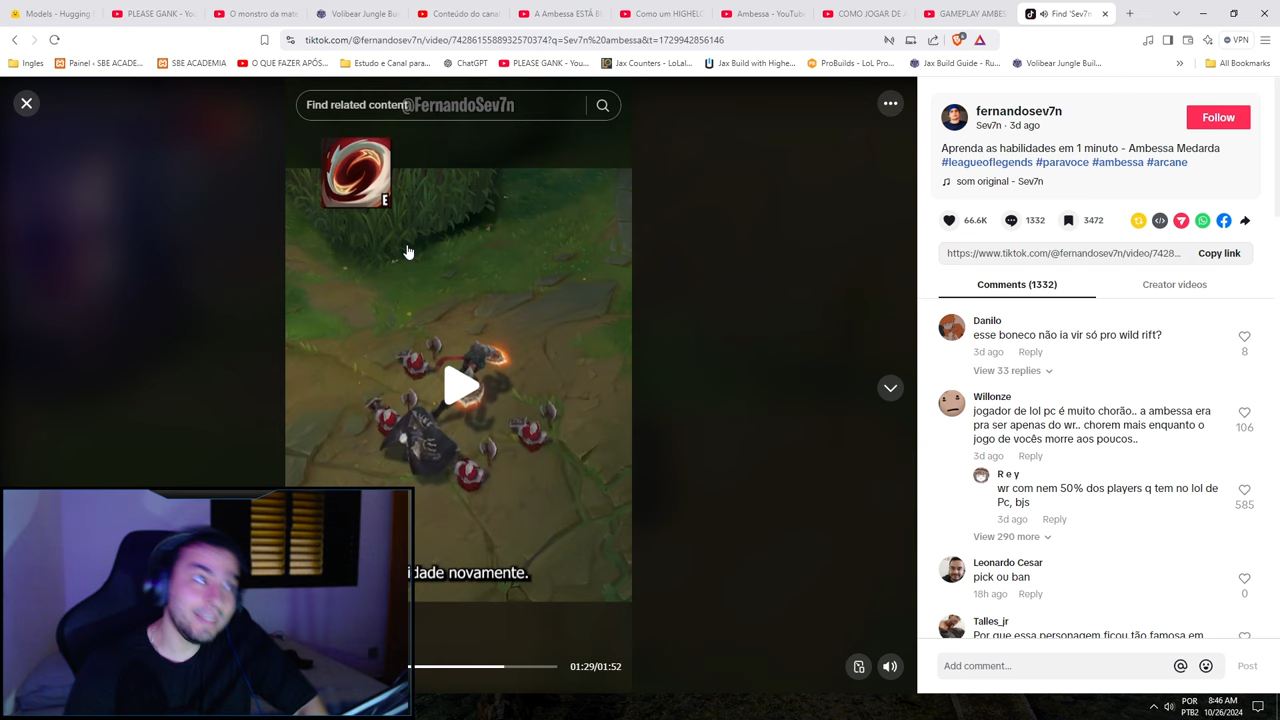 Models - Hugging
PLEASE GANK - You
O monstro da mate
Volibear Jungle Bu
Conteúdo do cana
A Ambessa ESTÁ B
Como um HIGHELO
Ambessa - YouTube
COMO JOGAR DE A
GAMEPLAY AMBES
Find 'Sev7n
tiktok.com/@fernandosev7n/video/7428615588932570374?q=Sev7n%20ambessa&t=1729942856146
VPN
Ingles
Painel ‹ SBE ACADE...
SBE ACADEMIA
O QUE FAZER APÓS...
Estudo e Canal para...
ChatGPT
PLEASE GANK - You...
Jax Counters - LoLal...
Jax Build with Highe...
ProBuilds - LoL Pro...
Jax Build Guide - Ru...
Volibear Jungle Buil...
All Bookmarks
Find related content
@FernandoSev7n
E
idade novamente.
01:29/01:52
fernandosev7n
Sev7n · 3d ago
Follow
Aprenda as habilidades em 1 minuto - Ambessa Medarda
#leagueoflegends #paravoce #ambessa #arcane
som original - Sev7n
66.6K
1332
3472
https://www.tiktok.com/@fernandosev7n/video/7428...
Copy link
Comments (1332)
Creator videos
Danilo
esse boneco não ia vir só pro wild rift?
3d ago Reply
8
View 33 replies
Willonze
jogador de lol pc é muito chorão.. a ambessa era
pra ser apenas do wr.. chorem mais enquanto o
jogo de vocês morre aos poucos..
106
3d ago Reply
R e y
wr com nem 50% dos players q tem no lol de
Pc, bjs
585
3d ago Reply
View 290 more
Leonardo Cesar
pick ou ban
18h ago Reply
0
Talles_jr
Por que essa personagem ficou tão famosa em
Add comment...
Post
POR
PTB2
8:46 AM
10/26/2024